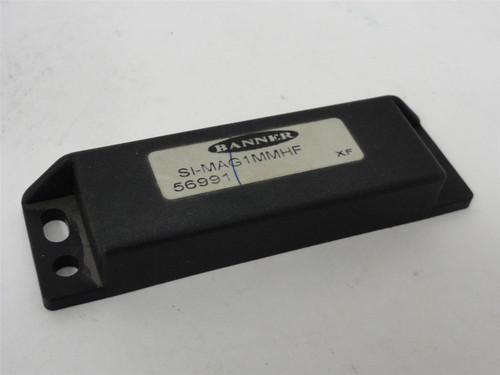 BANNER
SI-MAG1MMHF
56991
XF